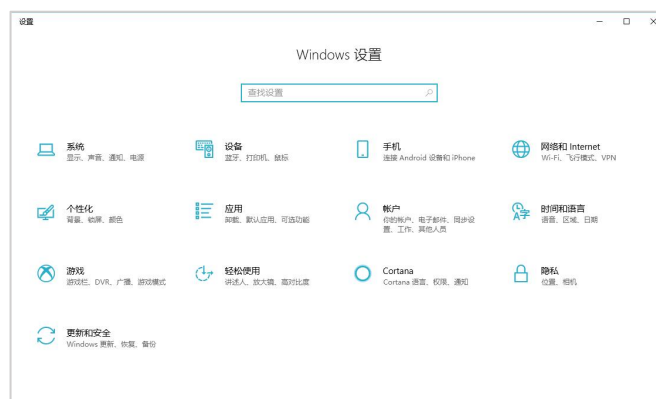 设置
Windows 设置
查找设置
系统
显示、声音、通知、电源
设备
蓝牙、打印机、鼠标
手机
连接 Android 设备和 iPhone
网络和 Internet
Wi-Fi、飞行模式、VPN
个性化
背景、锁屏、颜色
应用
卸载、默认应用、可选功能
帐户
你的帐户、电子邮件、同步设
置、工作、其他人员
时间和语言
语音、区域、日期
游戏
游戏栏、DVR、广播、游戏模式
轻松使用
讲述人、放大镜、高对比度
Cortana
Cortana 语言、权限、通知
隐私
位置、相机
更新和安全
Windows 更新、恢复、备份